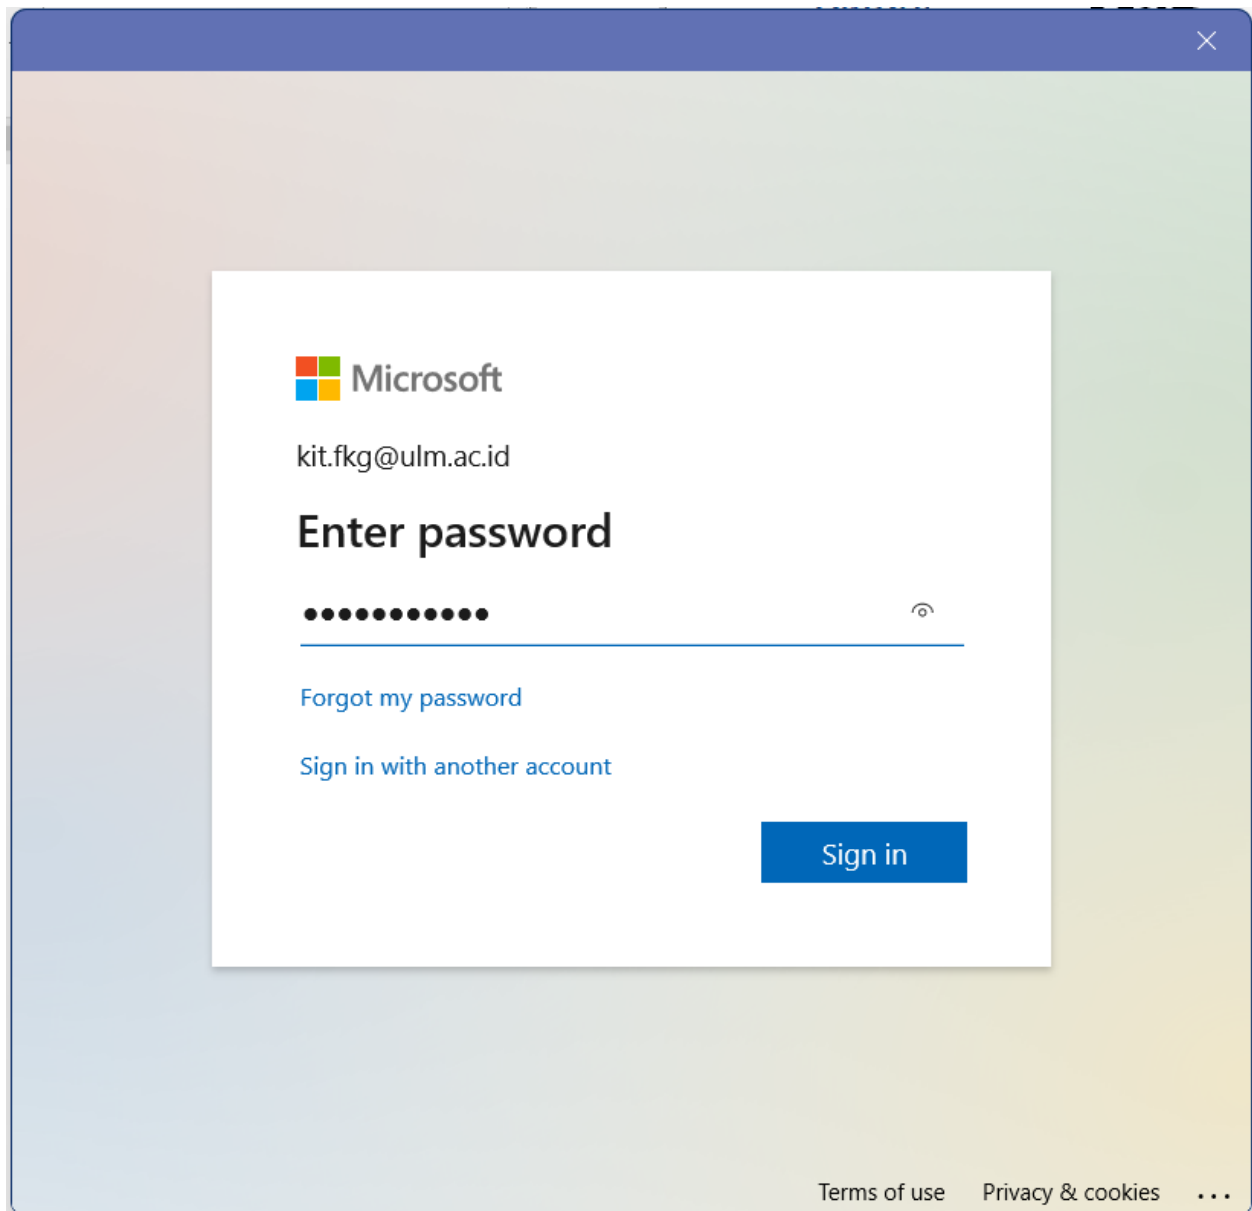 Microsoft
kit.fkg@ulm.ac.id
Enter password
•••••••••••
Forgot my password
Sign in with another account
Sign in
Terms of use Privacy & cookies ...